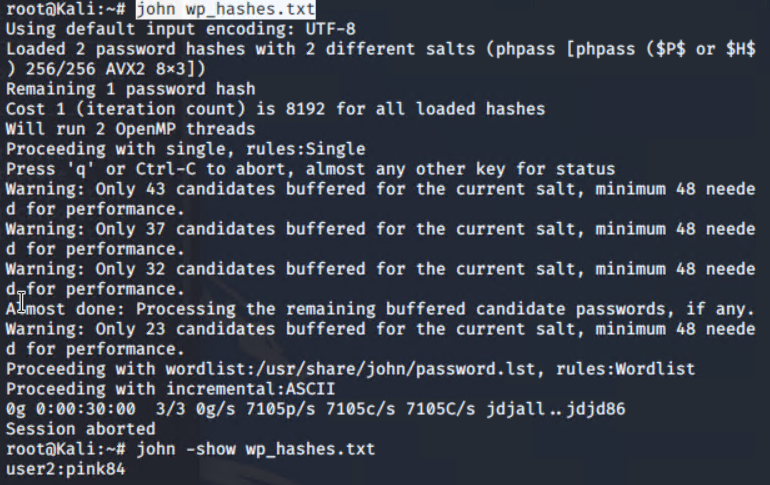 root@Kali:~# john wp_hashes.txt
Using default input encoding: UTF-8
Loaded 2 password hashes with 2 different salts (phpass [phpass ($P$ or $H$
) 256/256 AVX2 8×3])
Remaining 1 password hash
Cost 1 (iteration count) is 8192 for all loaded hashes
Will run 2 OpenMP threads
Proceeding with single, rules:Single
Press 'q' or Ctrl-C to abort, almost any other key for status
Warning: Only 43 candidates buffered for the current salt, minimum 48 neede
d for performance.
Warning: Only 37 candidates buffered for the current salt, minimum 48 neede
d for performance.
Warning: Only 32 candidates buffered for the current salt, minimum 48 neede
d for performance.
Almost done: Processing the remaining buffered candidate passwords, if any.
Warning: Only 23 candidates buffered for the current salt, minimum 48 neede
d for performance.
Proceeding with wordlist:/usr/share/john/password.lst, rules:Wordlist
Proceeding with incremental:ASCII
0g 0:00:30:00  3/3 0g/s 7105p/s 7105c/s 7105C/s jdjall..jdjd86
Session aborted
root@Kali:~# john -show wp_hashes.txt
user2:pink84